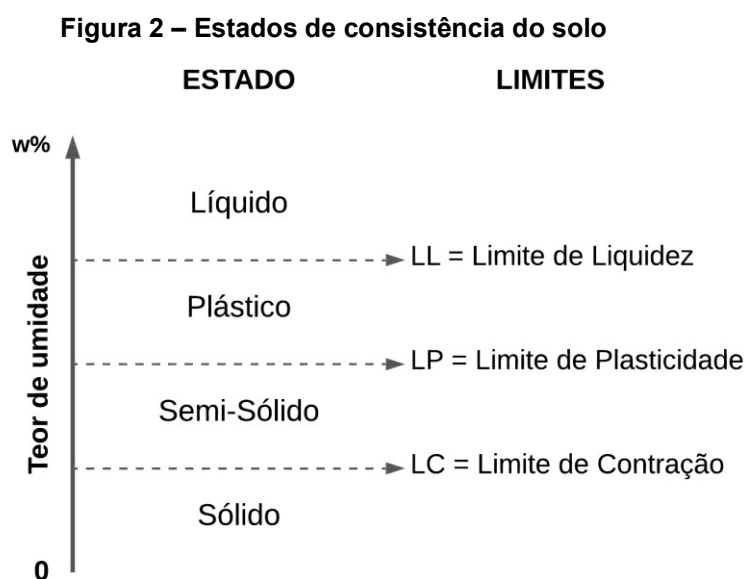 Figura 2 – Estados de consistência do solo
ESTADO LIMITES
w%
Líquido
LL = Limite de Liquidez
Plástico
LP = Limite de Plasticidade
Semi-Sólido
LC = Limite de Contração
Sólido
0
Teor de umidade